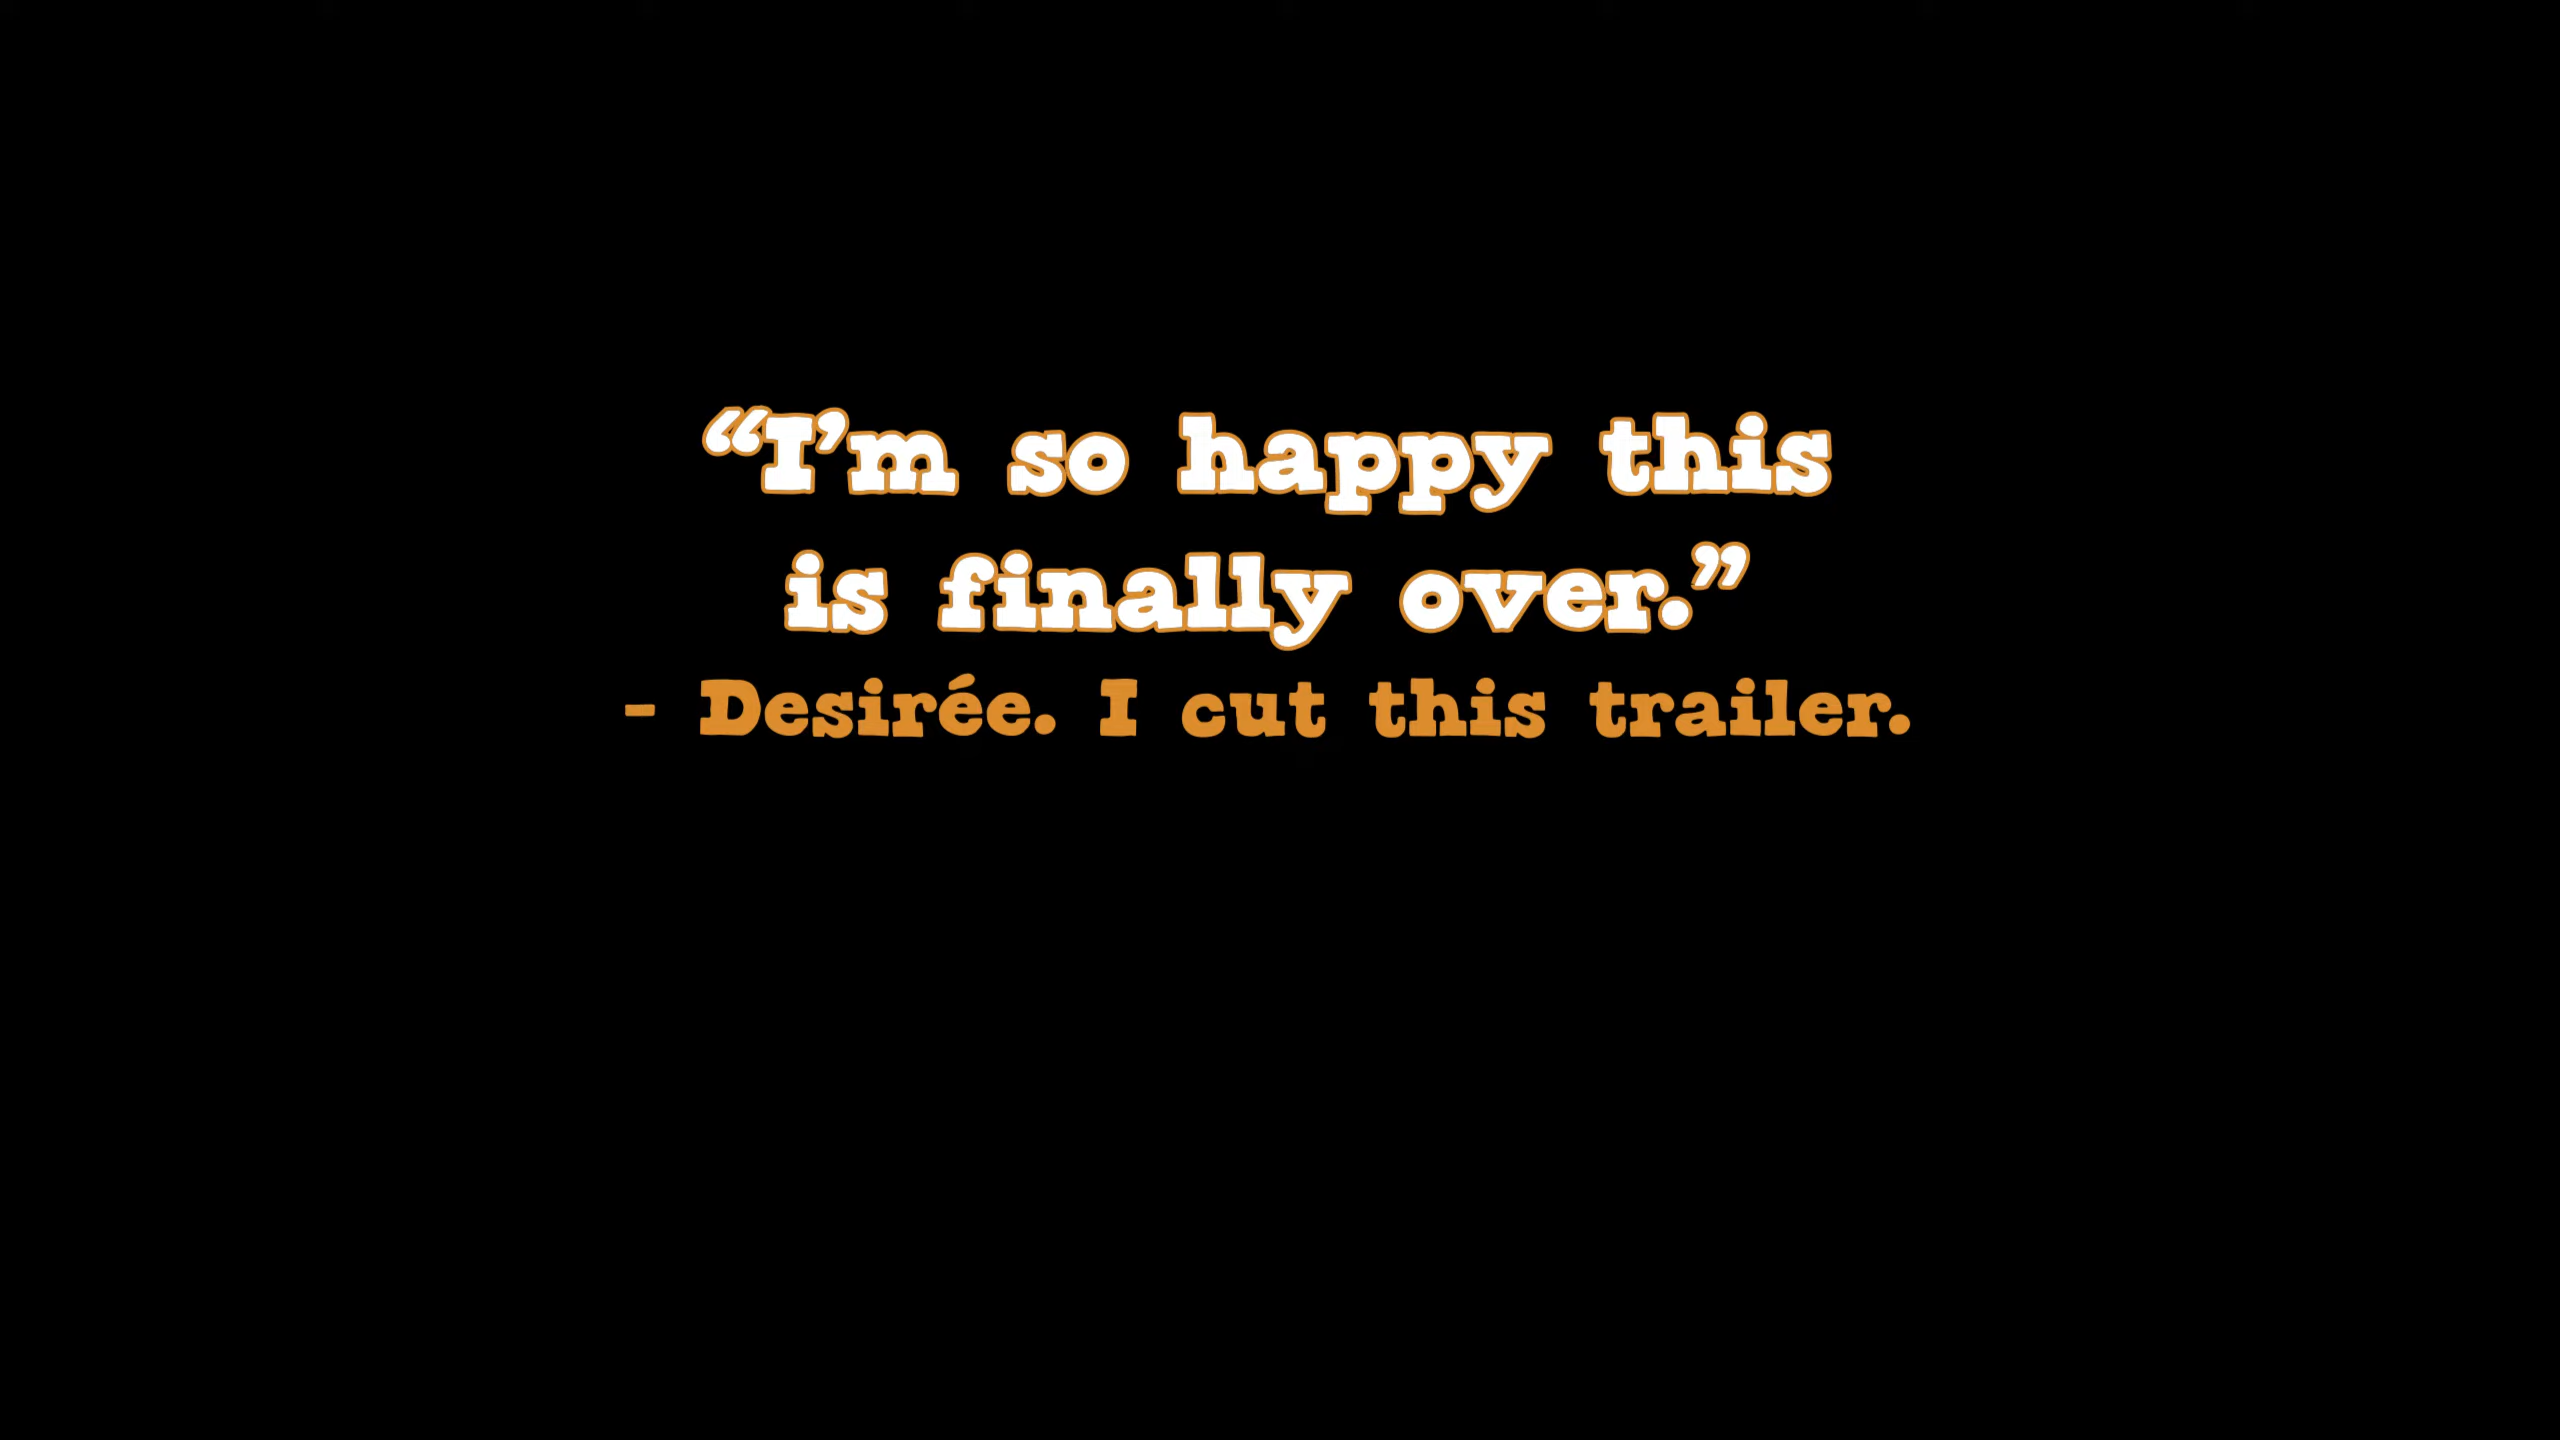 “I’m so happy this
is finally over.”
- Desirée. I cut this trailer.